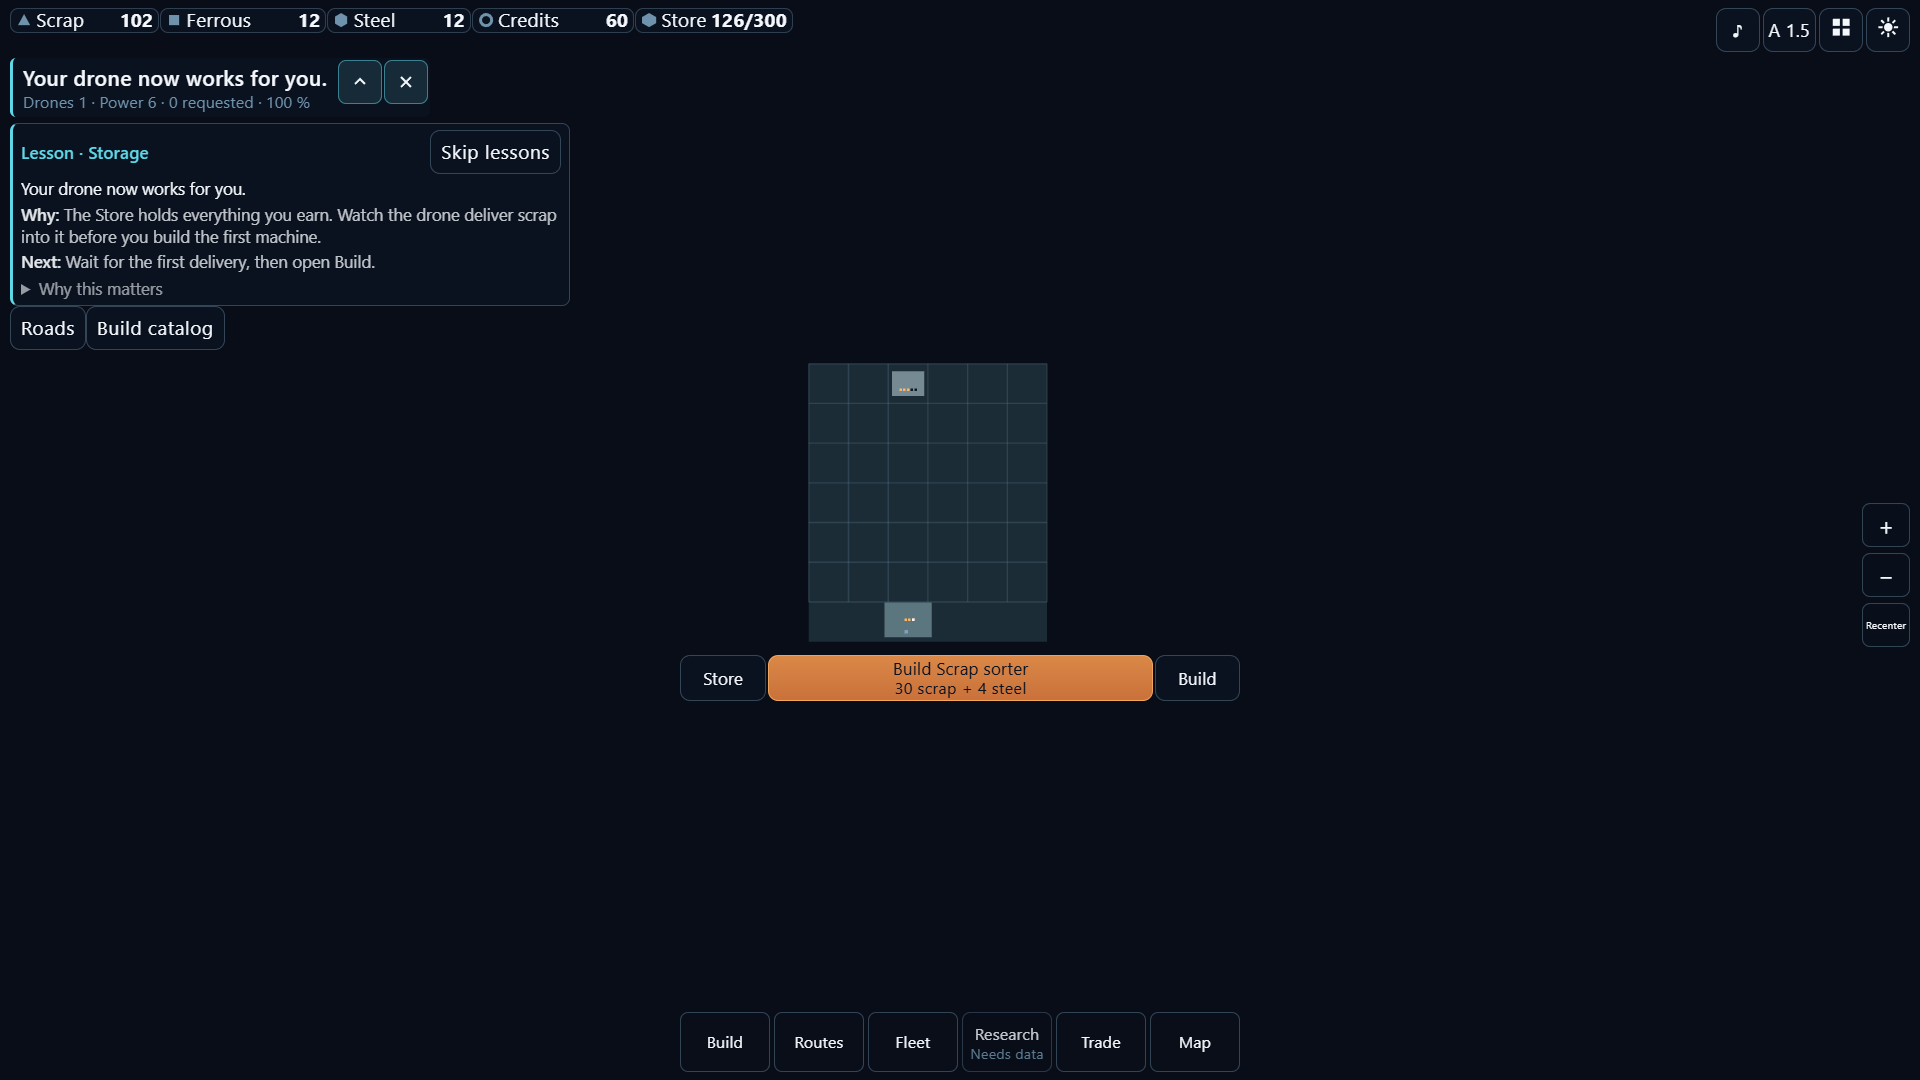 Scrap 102 Ferrous 12 Steel 12 Credits 60 Store 126/300
A 1.5
Your drone now works for you.
Drones 1 · Power 6 · 0 requested · 100 %
Lesson · Storage
Skip lessons
Your drone now works for you.
Why: The Store holds everything you earn. Watch the drone deliver scrap
into it before you build the first machine.
Next: Wait for the first delivery, then open Build.
Why this matters
Roads
Build catalog
+
−
Recenter
Store
Build Scrap sorter
30 scrap + 4 steel
Build
Build
Routes
Fleet
Research
Needs data
Trade
Map